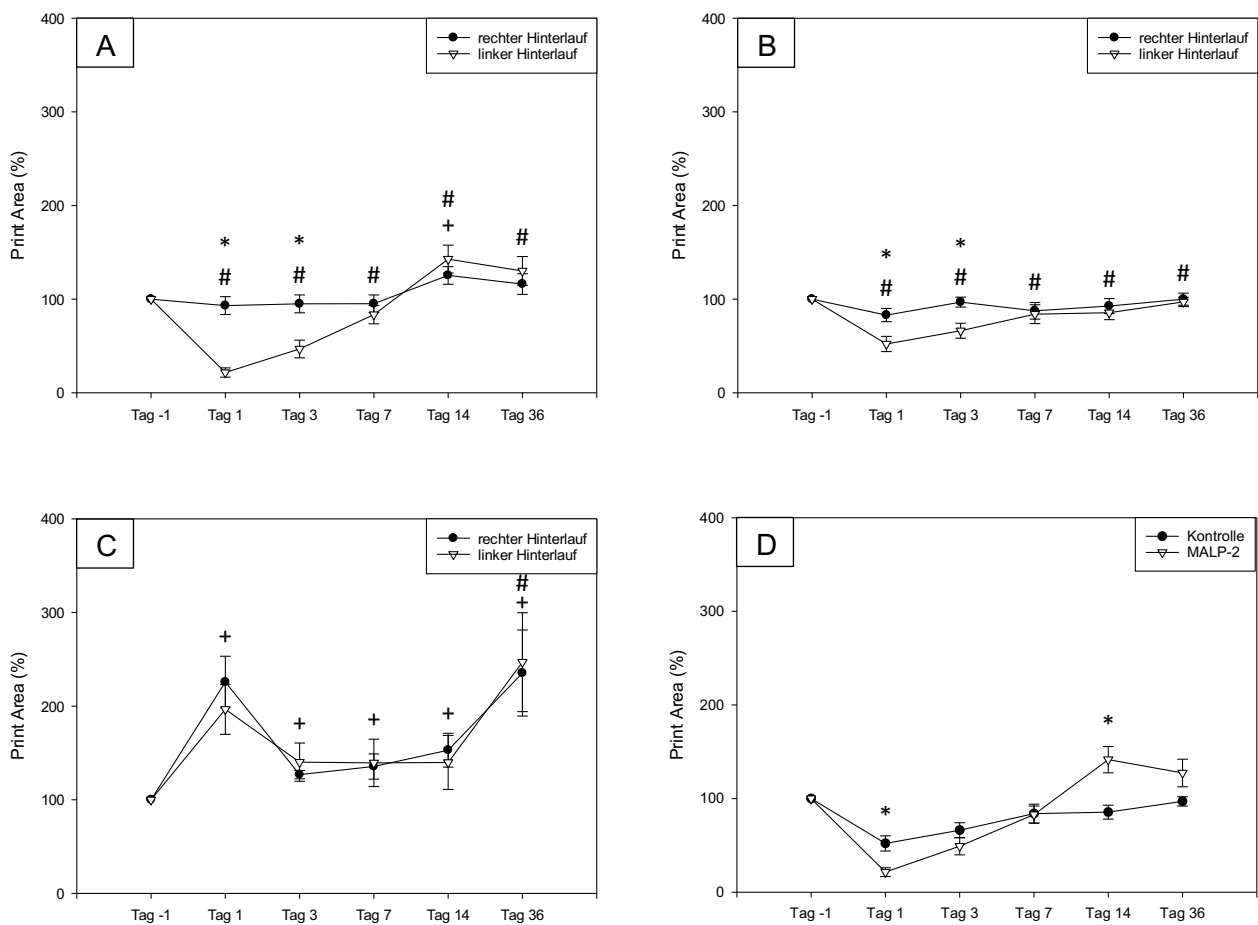 A
rechter Hinterlauf
linker Hinterlauf
Print Area (%)
400
300
200
100
0
* * # + #
# # #
Tag -1 Tag 1 Tag 3 Tag 7 Tag 14 Tag 36
B
rechter Hinterlauf
linker Hinterlauf
Print Area (%)
400
300
200
100
0
* *
# # # # #
Tag -1 Tag 1 Tag 3 Tag 7 Tag 14 Tag 36
C
rechter Hinterlauf
linker Hinterlauf
Print Area (%)
400
300
200
100
0
#
+ + + + +
Tag -1 Tag 1 Tag 3 Tag 7 Tag 14 Tag 36
D
Kontrolle
MALP-2
Print Area (%)
400
300
200
100
0
* *
Tag -1 Tag 1 Tag 3 Tag 7 Tag 14 Tag 36